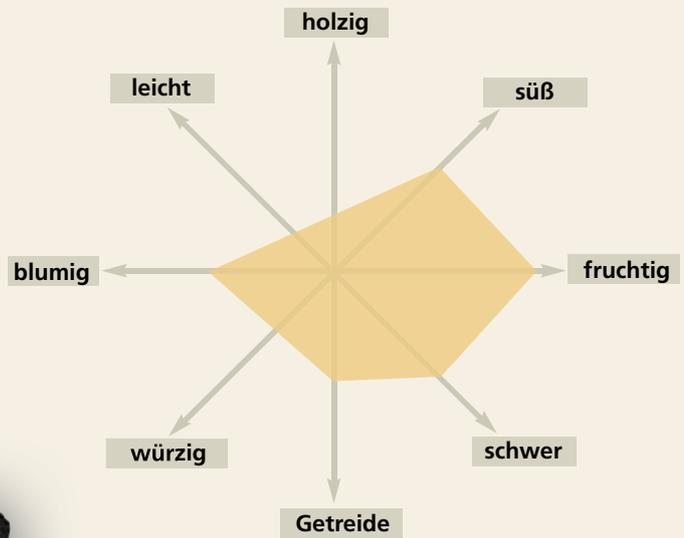 holzig
leicht
süß
blumig
fruchtig
würzig
schwer
Getreide